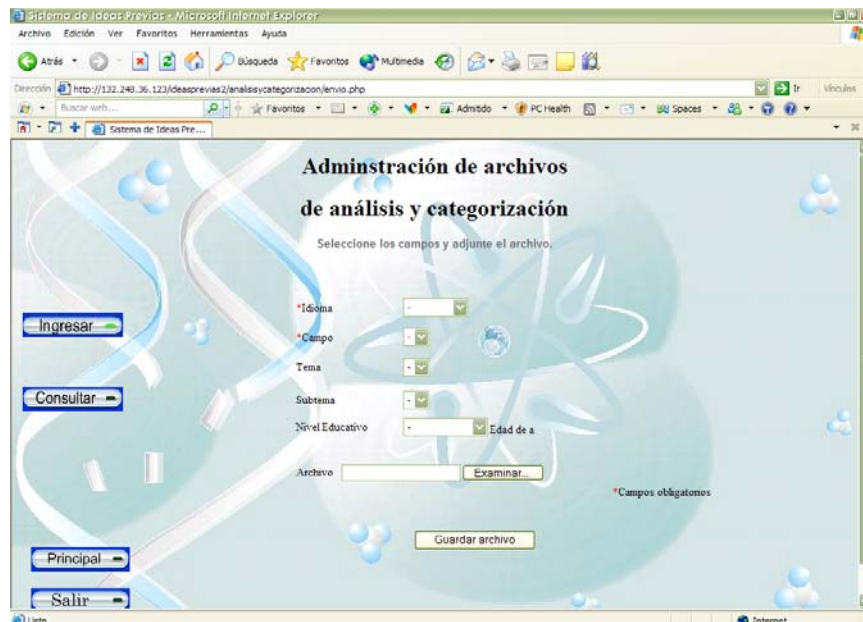 Sistema de Ideas Previas - Microsoft Internet Explorer
Archivo Edición Ver Favoritos Herramientas Ayuda
Atrás Búsqueda Favoritos Multimedia
Dirección http://132.248.36.123/ideasprevias2/analisisycategorizacion/envio.php Ir Vínculos
Buscar web... Favoritos Admitido PC Health Spaces
Sistema de Ideas Pre...
Adminstración de archivos
de análisis y categorización
Seleccione los campos y adjunte el archivo.
*Idioma -
Ingresar
*Campo -
Tema -
Consultar
Subtema -
Nivel Educativo - Edad de a
Archivo Examinar...
*Campos obligatorios
Guardar archivo
Principal
Salir
Listo Internet